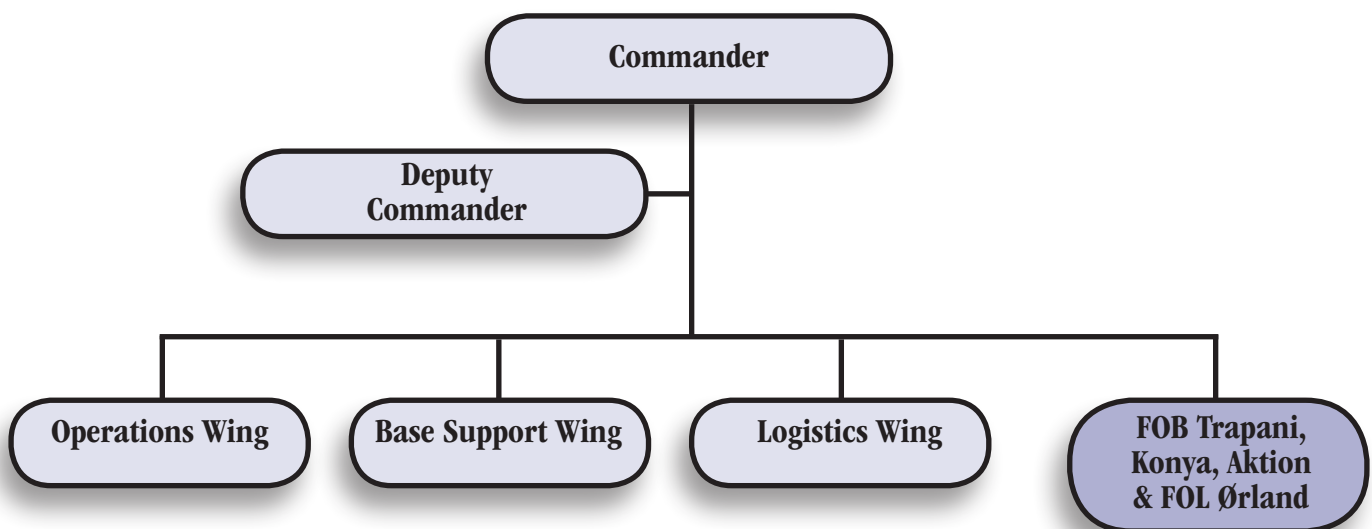 Commander
Deputy
Commander
Operations Wing
Base Support Wing
Logistics Wing
FOB Trapani,
Konya, Aktion
& FOL Ørland